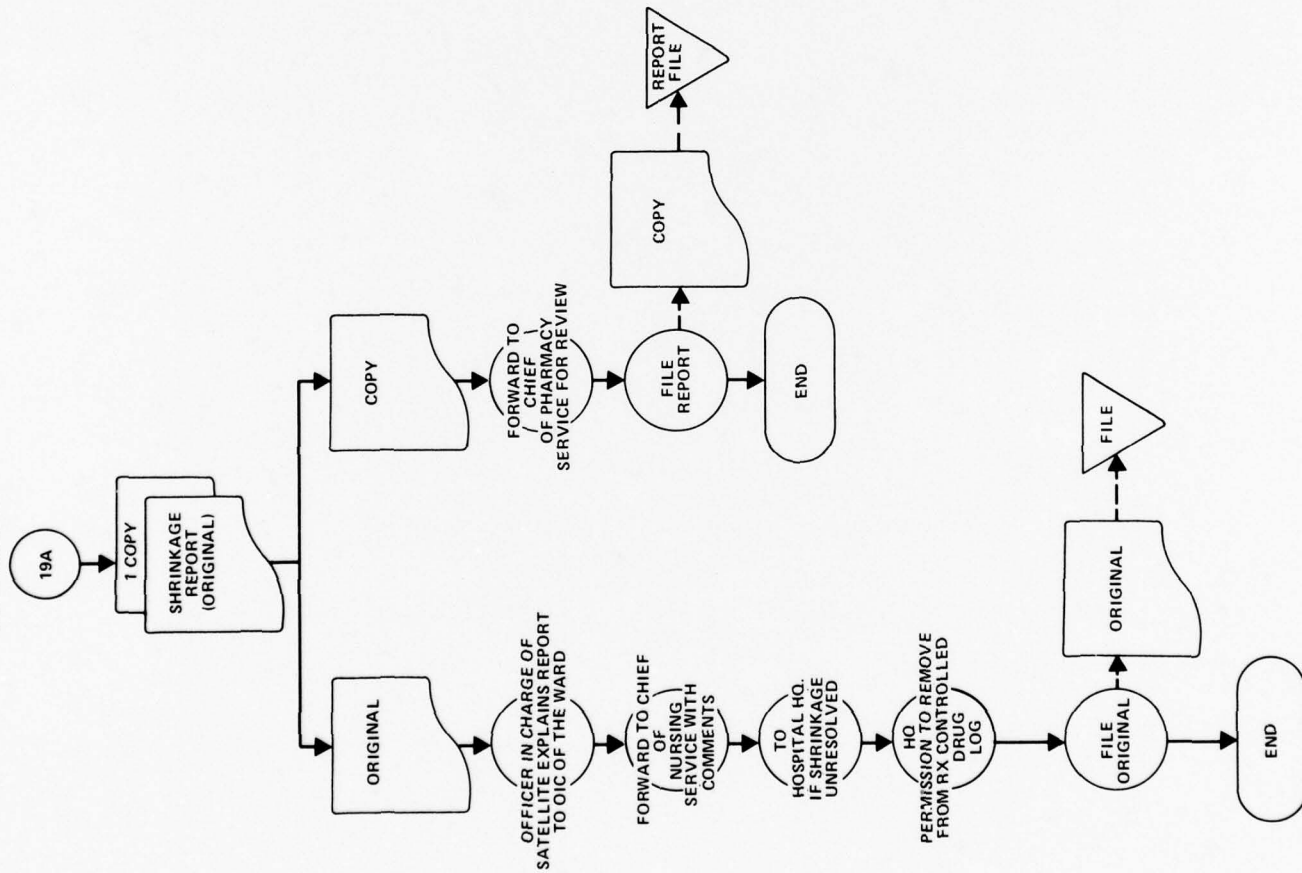 19A
1 COPY
SHRINKAGE
REPORT
(ORIGINAL)
ORIGINAL
OFFICER IN CHARGE OF
SATELLITE EXPLAINS REPORT
TO OIC OF THE WARD
FORWARD TO CHIEF
OF
NURSING
SERVICE WITH
COMMENTS
TO
HOSPITAL HQ.
IF SHRINKAGE
UNRESOLVED
HQ
PERMISSION TO REMOVE
FROM RX CONTROLLED
DRUG
LOG
FILE
ORIGINAL
ORIGINAL
FILE
END
COPY
FORWARD TO
CHIEF
OF PHARMACY
SERVICE FOR REVIEW
FILE
REPORT
COPY
REPORT
FILE
END